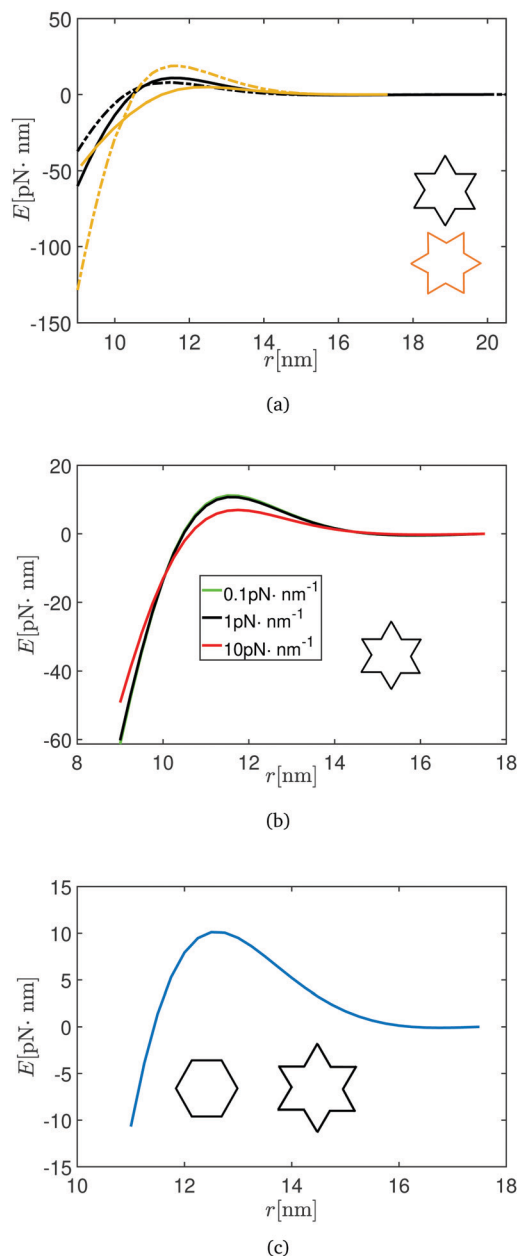 50
0
-50
-100
-150
E[pN· nm]
10 12 14 16 18 20
r[nm]
(a)
20
0
-20
-40
-60
E[pN· nm]
0.1pN· nm⁻¹
1pN· nm⁻¹
10pN· nm⁻¹
8 10 12 14 16 18
r[nm]
(b)
15
10
5
0
-5
-10
-15
E[pN· nm]
10 12 14 16 18
r[nm]
(c)